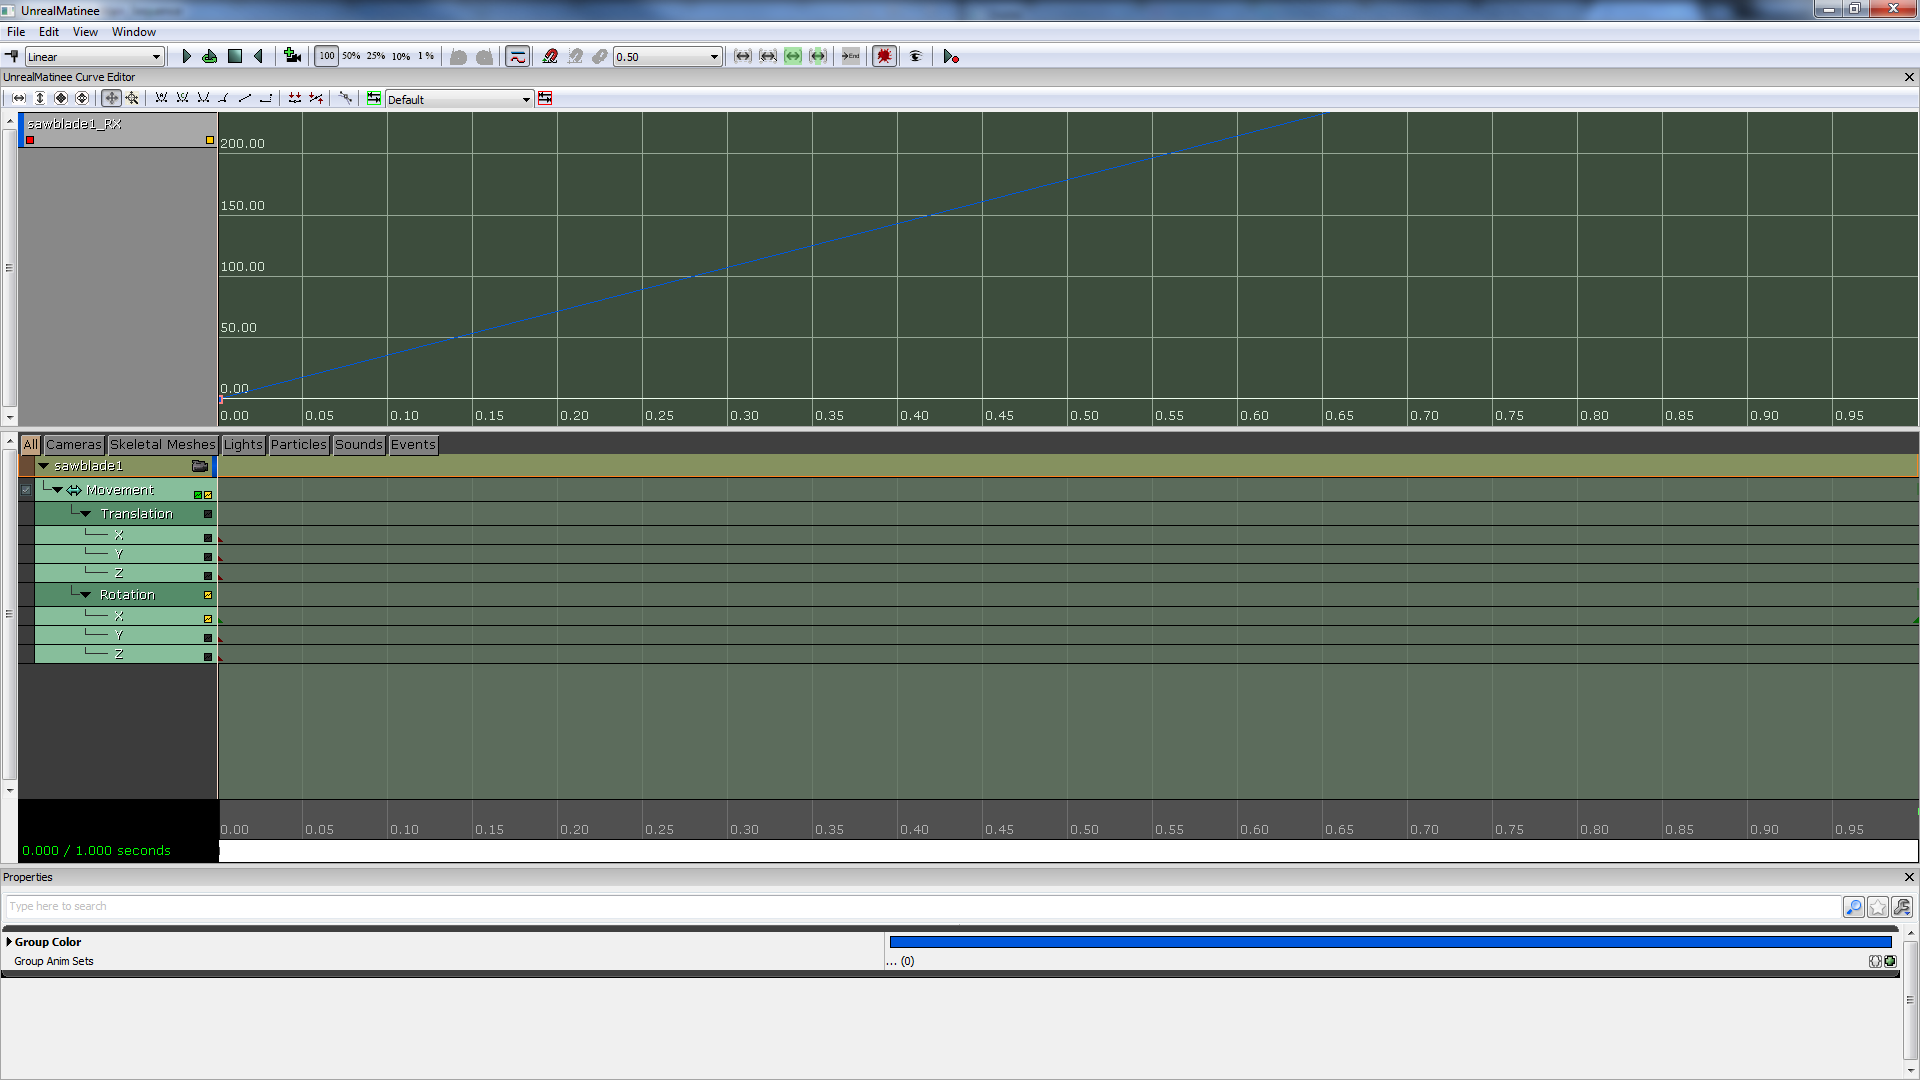 UnrealMatinee
File Edit View Window
Linear 100 50% 25% 10% 1 % 0.50 End
UnrealMatinee Curve Editor
Default
sawblade1_RX
200.00
150.00
100.00
50.00
0.00
0.00 0.05 0.10 0.15 0.20 0.25 0.30 0.35 0.40 0.45 0.50 0.55 0.60 0.65 0.70 0.75 0.80 0.85 0.90 0.95
All Cameras Skeletal Meshes Lights Particles Sounds Events
sawblade1
Movement
Translation
X
Y
Z
Rotation
X
Y
Z
0.00 0.05 0.10 0.15 0.20 0.25 0.30 0.35 0.40 0.45 0.50 0.55 0.60 0.65 0.70 0.75 0.80 0.85 0.90 0.95
0.000 / 1.000 seconds
Properties
Type here to search
Group Color
Group Anim Sets ... (0)